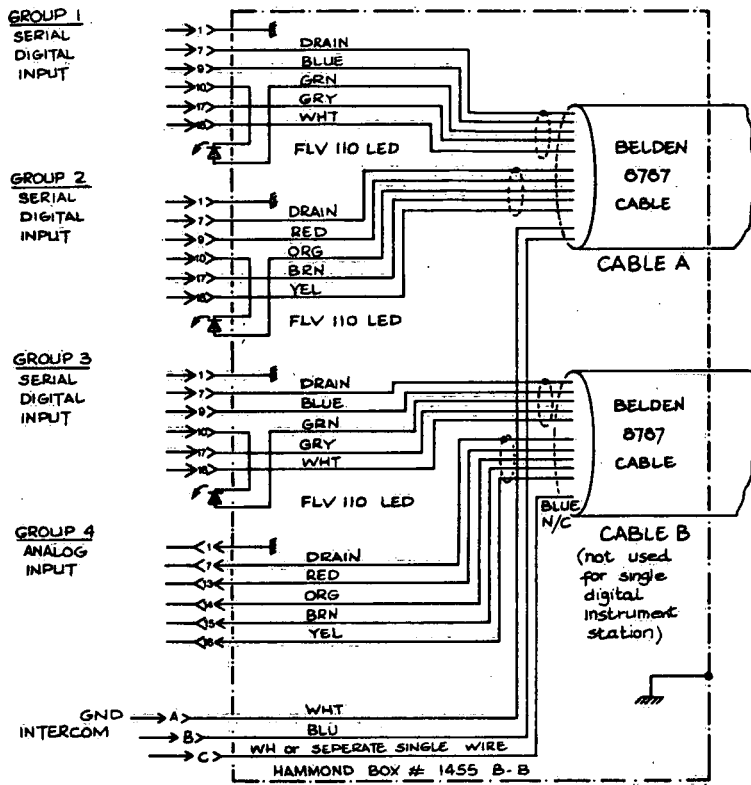 GROUP 1
SERIAL
DIGITAL
INPUT
1
7
9
10
17
18
DRAIN
BLUE
GRN
GRY
WHT
FLV 110 LED
GROUP 2
SERIAL
DIGITAL
INPUT
1
7
9
10
17
18
DRAIN
RED
ORG
BRN
YEL
FLV 110 LED
BELDEN
8787
CABLE
CABLE A
GROUP 3
SERIAL
DIGITAL
INPUT
1
7
9
10
17
18
DRAIN
BLUE
GRN
GRY
WHT
FLV 110 LED
BELDEN
8787
CABLE
BLUE
N/C
CABLE B
(not used
for single
digital
instrument
station)
GROUP 4
ANALOG
INPUT
1
7
3
4
5
6
DRAIN
RED
ORG
BRN
YEL
GND
INTERCOM
A
B
C
WHT
BLU
WH or SEPERATE SINGLE WIRE
HAMMOND BOX # 1455 B-B